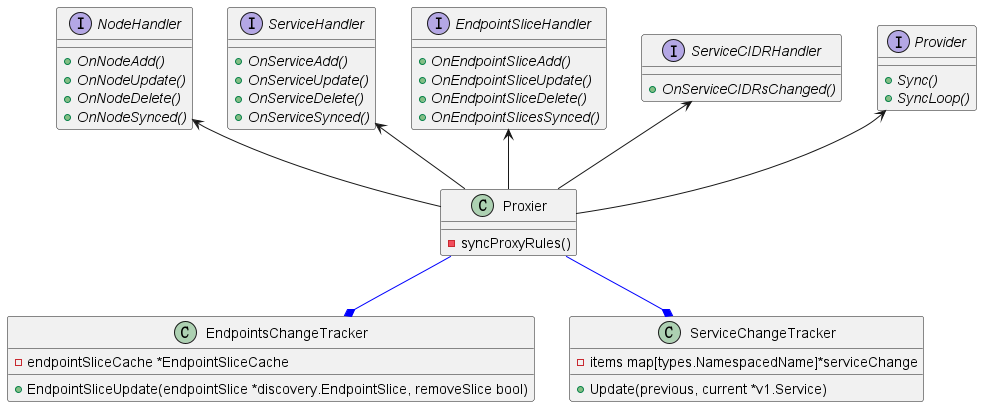 I NodeHandler
OnNodeAdd()
OnNodeUpdate()
OnNodeDelete()
OnNodeSynced()
I ServiceHandler
OnServiceAdd()
OnServiceUpdate()
OnServiceDelete()
OnServiceSynced()
I EndpointSliceHandler
OnEndpointSliceAdd()
OnEndpointSliceUpdate()
OnEndpointSliceDelete()
OnEndpointSlicesSynced()
I ServiceCIDRHandler
OnServiceCIDRsChanged()
I Provider
Sync()
SyncLoop()
C Proxier
syncProxyRules()
C EndpointsChangeTracker
endpointSliceCache *EndpointSliceCache
EndpointSliceUpdate(endpointSlice *discovery.EndpointSlice, removeSlice bool)
C ServiceChangeTracker
items map[types.NamespacedName]*serviceChange
Update(previous, current *v1.Service)